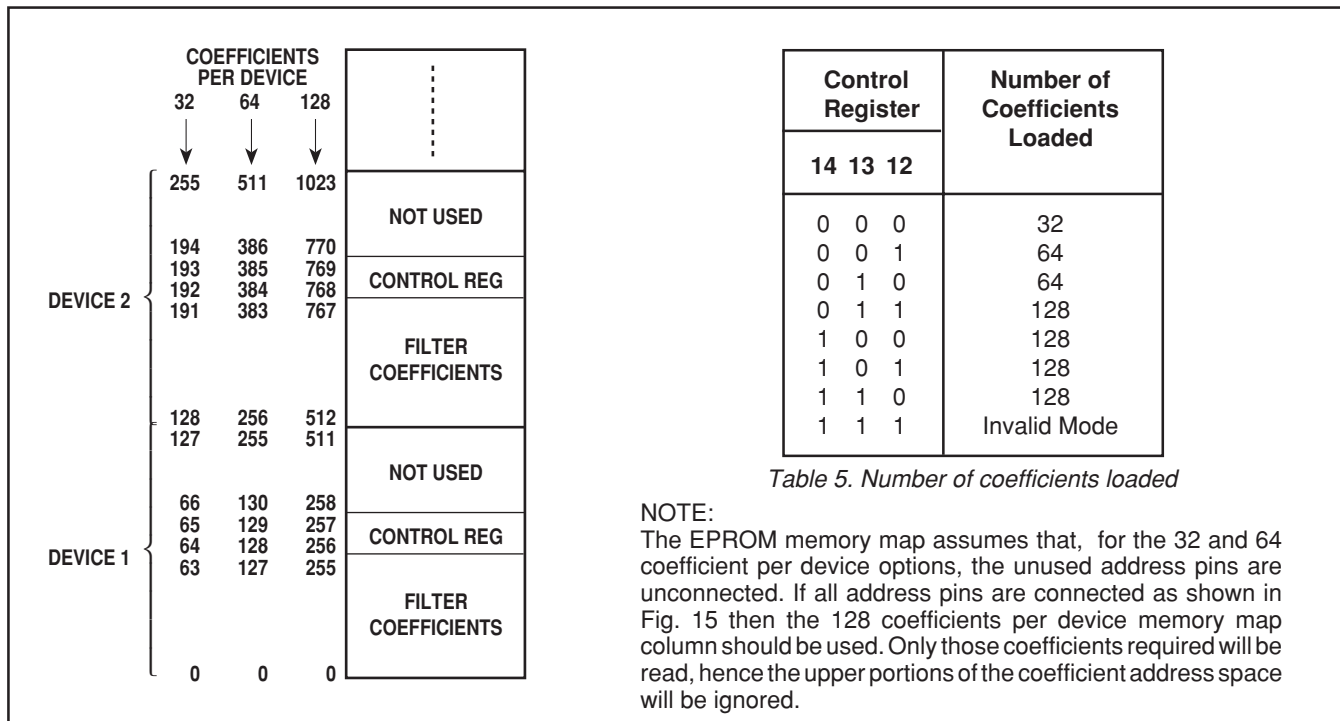 COEFFICIENTS
PER DEVICE
32 64 128
255 511 1023
NOT USED
194 386 770
193 385 769
CONTROL REG
192 384 768
DEVICE 2
191 383 767
FILTER
COEFFICIENTS
128 256 512
127 255 511
NOT USED
66 130 258
65 129 257
CONTROL REG
64 128 256
DEVICE 1
63 127 255
FILTER
COEFFICIENTS
0 0 0
Control
Register
Number of
Coefficients
Loaded
14 13 12
0 0 0 32
0 0 1 64
0 1 0 64
0 1 1 128
1 0 0 128
1 0 1 128
1 1 0 128
1 1 1 Invalid Mode
Table 5. Number of coefficients loaded
NOTE:
The EPROM memory map assumes that, for the 32 and 64
coefficient per device options, the unused address pins are
unconnected. If all address pins are connected as shown in
Fig. 15 then the 128 coefficients per device memory map
column should be used. Only those coefficients required will be
read, hence the upper portions of the coefficient address space
will be ignored.